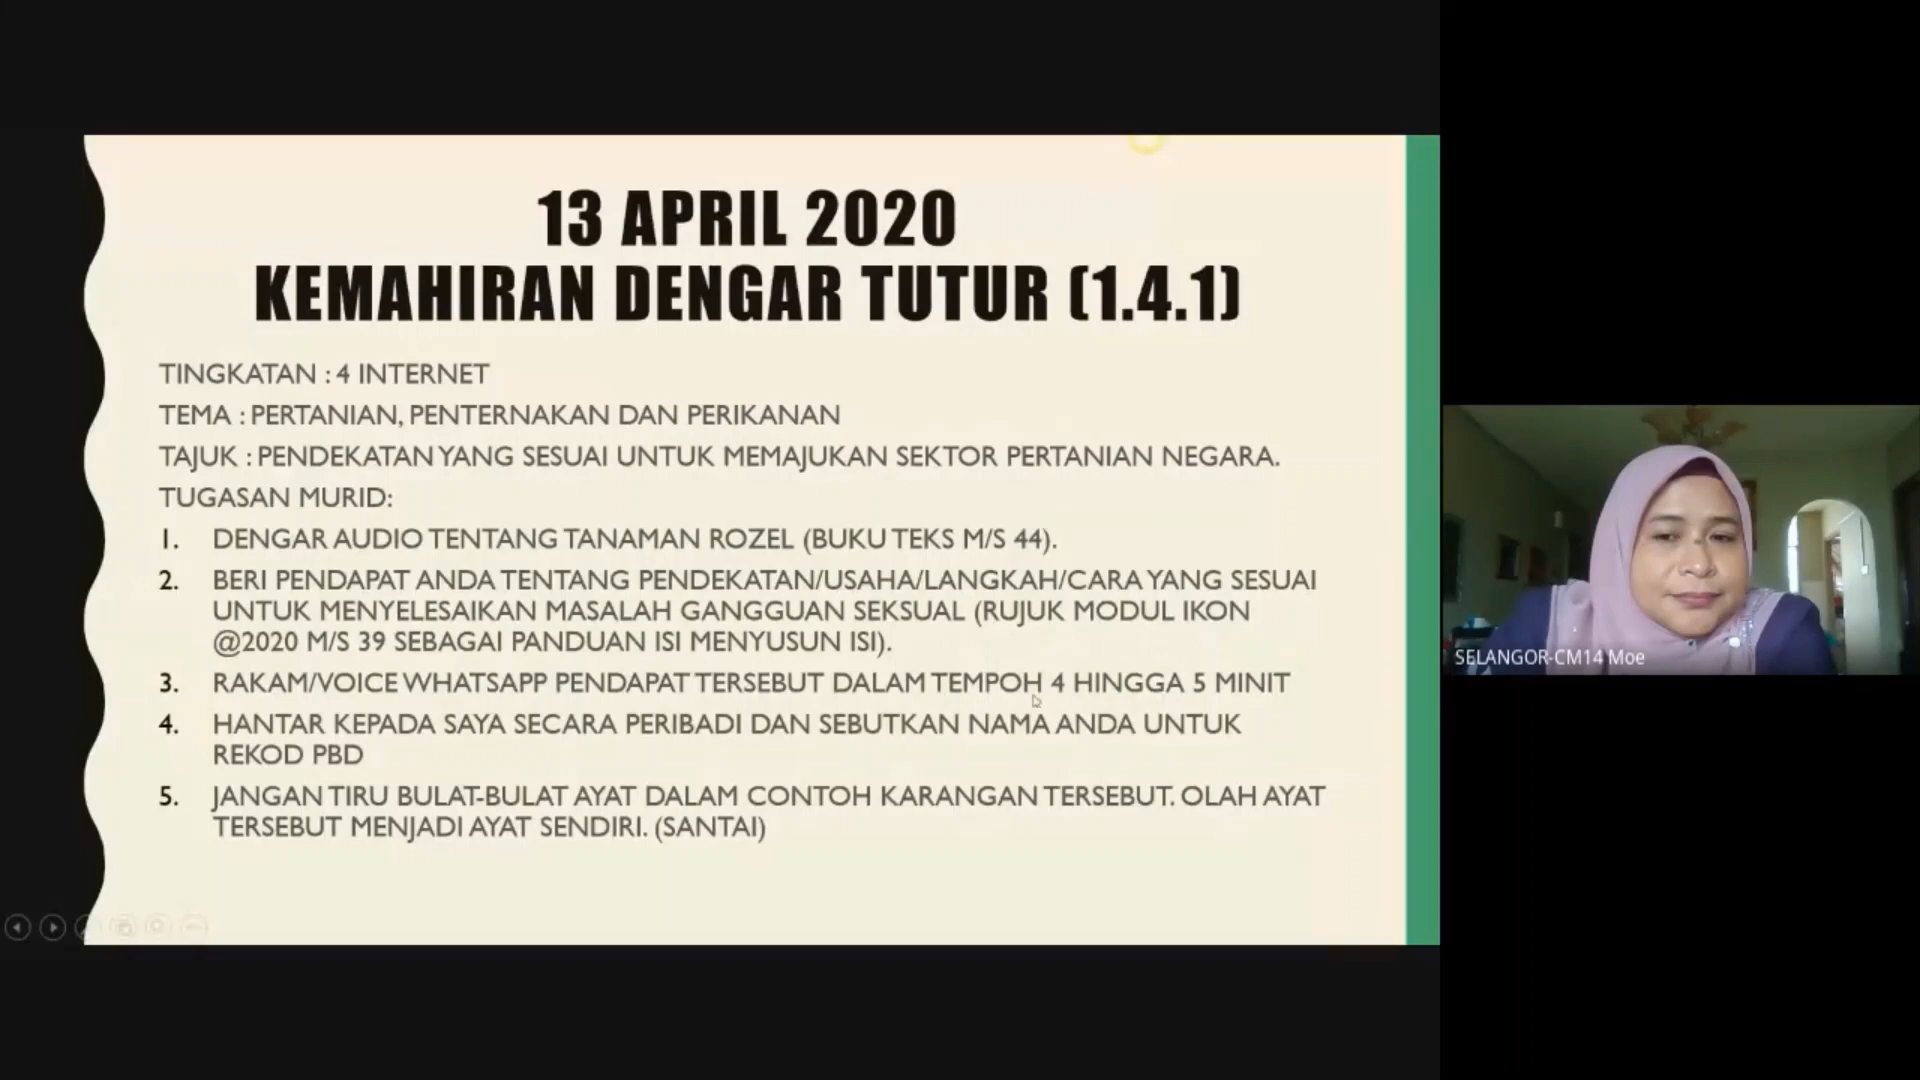 13 APRIL 2020
KEMAHIRAN DENGAR TUTUR (1.4.1)
TINGKATAN : 4 INTERNET
TEMA : PERTANIAN, PENTERNAKAN DAN PERIKANAN
TAJUK : PENDEKATAN YANG SESUAI UNTUK MEMAJUKAN SEKTOR PERTANIAN NEGARA.
TUGASAN MURID:
1. DENGAR AUDIO TENTANG TANAMAN ROZEL (BUKU TEKS M/S 44).
2. BERI PENDAPAT ANDA TENTANG PENDEKATAN/USAHA/LANGKAH/CARA YANG SESUAI
UNTUK MENYELESAIKAN MASALAH GANGGUAN SEKSUAL (RUJUK MODUL IKON
@2020 M/S 39 SEBAGAI PANDUAN ISI MENYUSUN ISI).
3. RAKAM/VOICE WHATSAPP PENDAPAT TERSEBUT DALAM TEMPOH 4 HINGGA 5 MINIT
4. HANTAR KEPADA SAYA SECARA PERIBADI DAN SEBUTKAN NAMA ANDA UNTUK
REKOD PBD
5. JANGAN TIRU BULAT-BULAT AYAT DALAM CONTOH KARANGAN TERSEBUT. OLAH AYAT
TERSEBUT MENJADI AYAT SENDIRI. (SANTAI)
SELANGOR-CM14 Moe